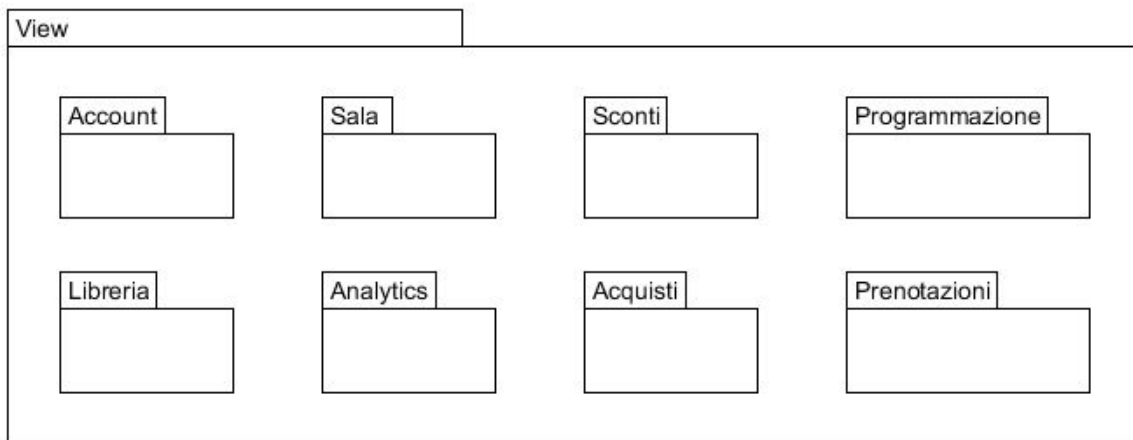 View
Account
Sala
Sconti
Programmazione
Libreria
Analytics
Acquisti
Prenotazioni